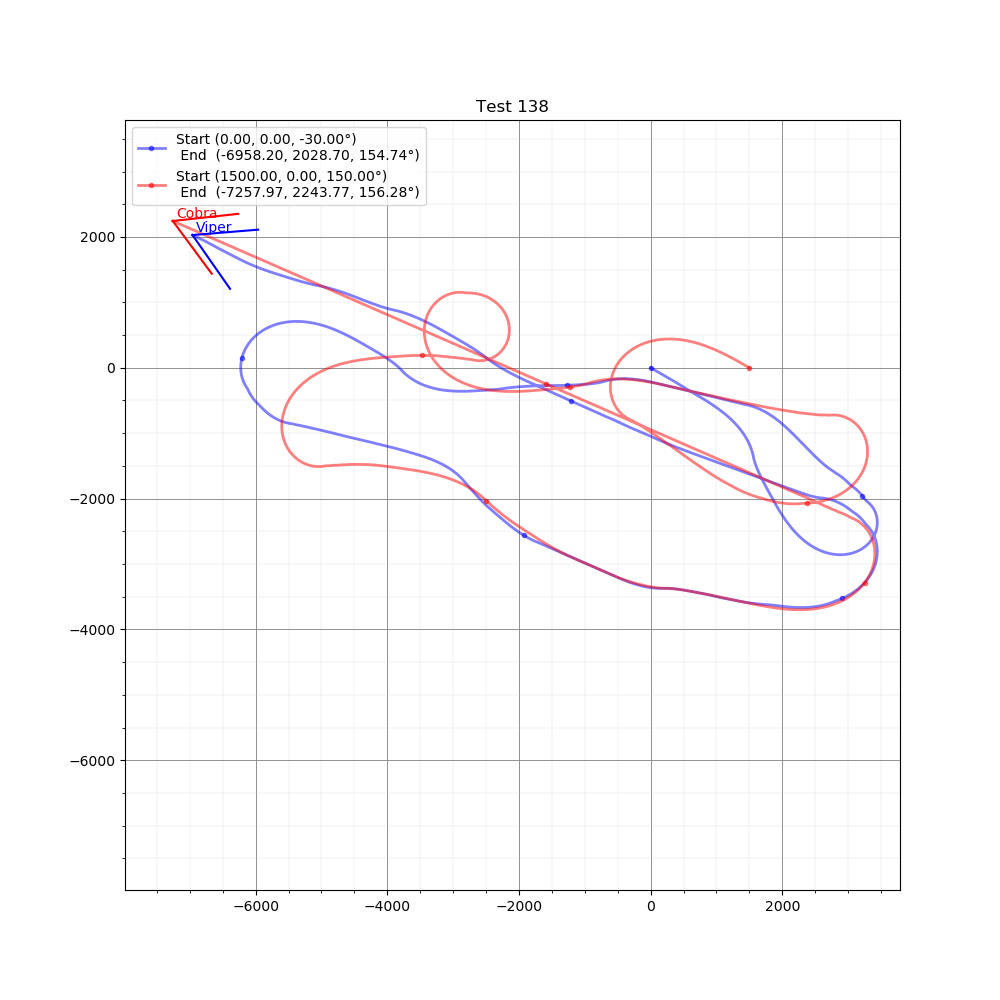 Test 138
Start (0.00, 0.00, -30.00°)
End (-6958.20, 2028.70, 154.74°)
Start (1500.00, 0.00, 150.00°)
End (-7257.97, 2243.77, 156.28°)
Cobra
Viper
2000
0
−2000
−4000
−6000
−6000 −4000 −2000 0 2000